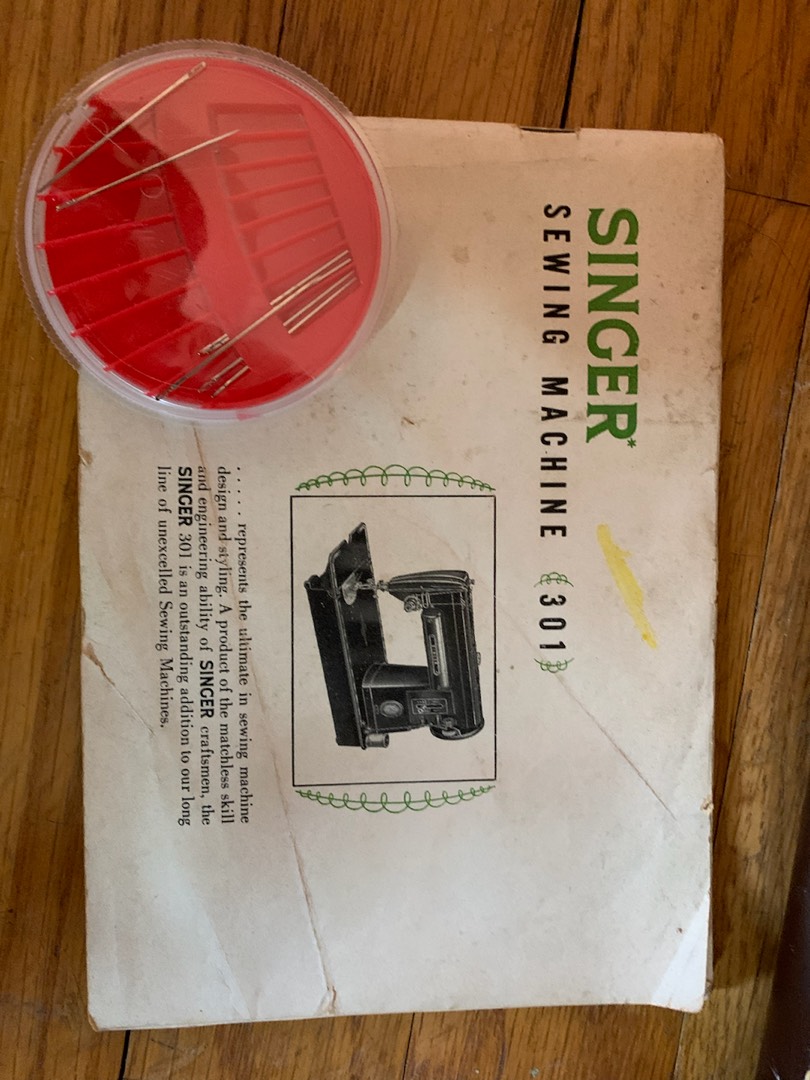 SINGER*
SEWING MACHINE 301
. . . . . represents the ultimate in sewing machine
design and styling. A product of the matchless skill
and engineering ability of SINGER craftsmen, the
SINGER 301 is an outstanding addition to our long
line of unexcelled Sewing Machines.